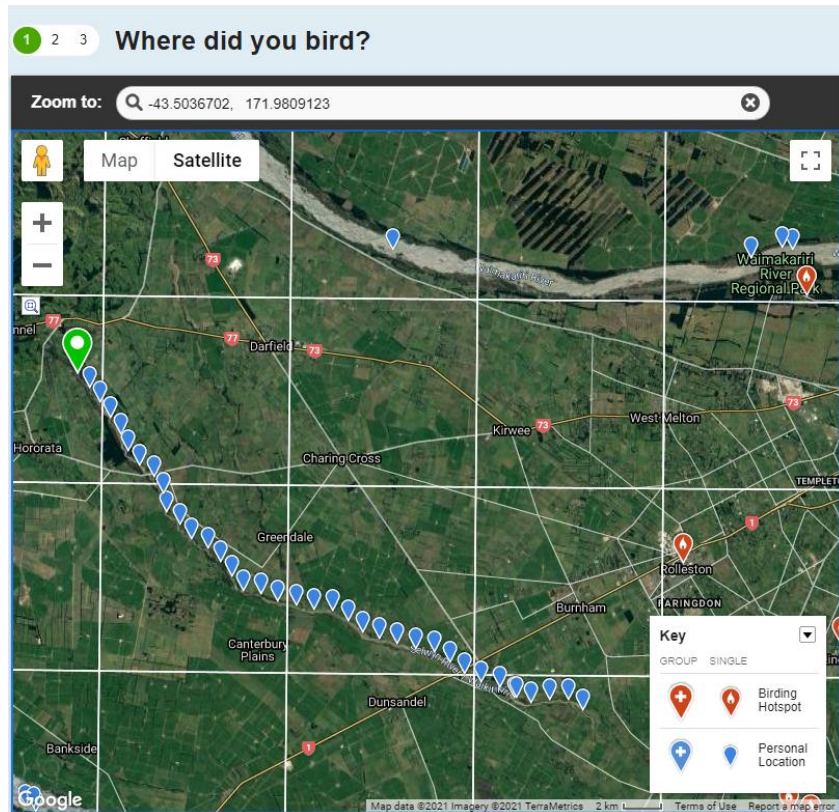 1 2 3 Where did you bird?
Zoom to: -43.5036702, 171.9809123
Map Satellite
73
Waimakariri River
Waimakariri
River
Regional Park
77
77
Darfield
73
73
West Melton
Kirwee
73
Hororata
Charing Cross
1
Greendale
Rolleston
Burnham
FARINGDON
Canterbury
Plains
Dunsandel
1
Bankside
Key
GROUP SINGLE
Birding
Hotspot
Personal
Location
Google
Map data ©2021 Imagery ©2021 TerraMetrics 2 km Terms of Use Report a map error